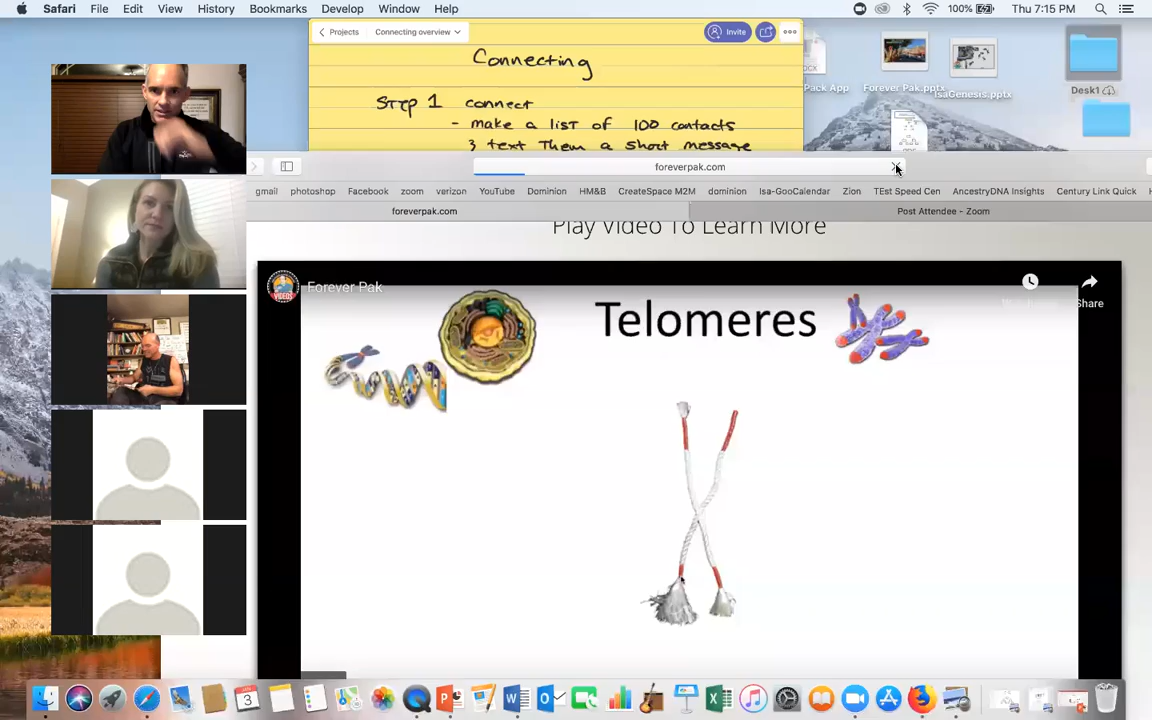 Safari File Edit View History Bookmarks Develop Window Help 100% Thu 7:15 PM
Projects Connecting overview Invite
Connecting
STEP 1 connect
- make a list of 100 contacts
3 text Them a short message
Pack App Forever Pak.pptx IsaGenesis.pptx Desk1
DOCX
foreverpak.com
gmail photoshop Facebook zoom verizon YouTube Dominion HM&B CreateSpace M2M dominion Isa-GooCalendar Zion TEst Speed Cen AncestryDNA Insights Century Link Quick
foreverpak.com Post Attendee - Zoom
Play Video To Learn More
VIDEOS
Forever Pak
Share
Telomeres
JAN
3